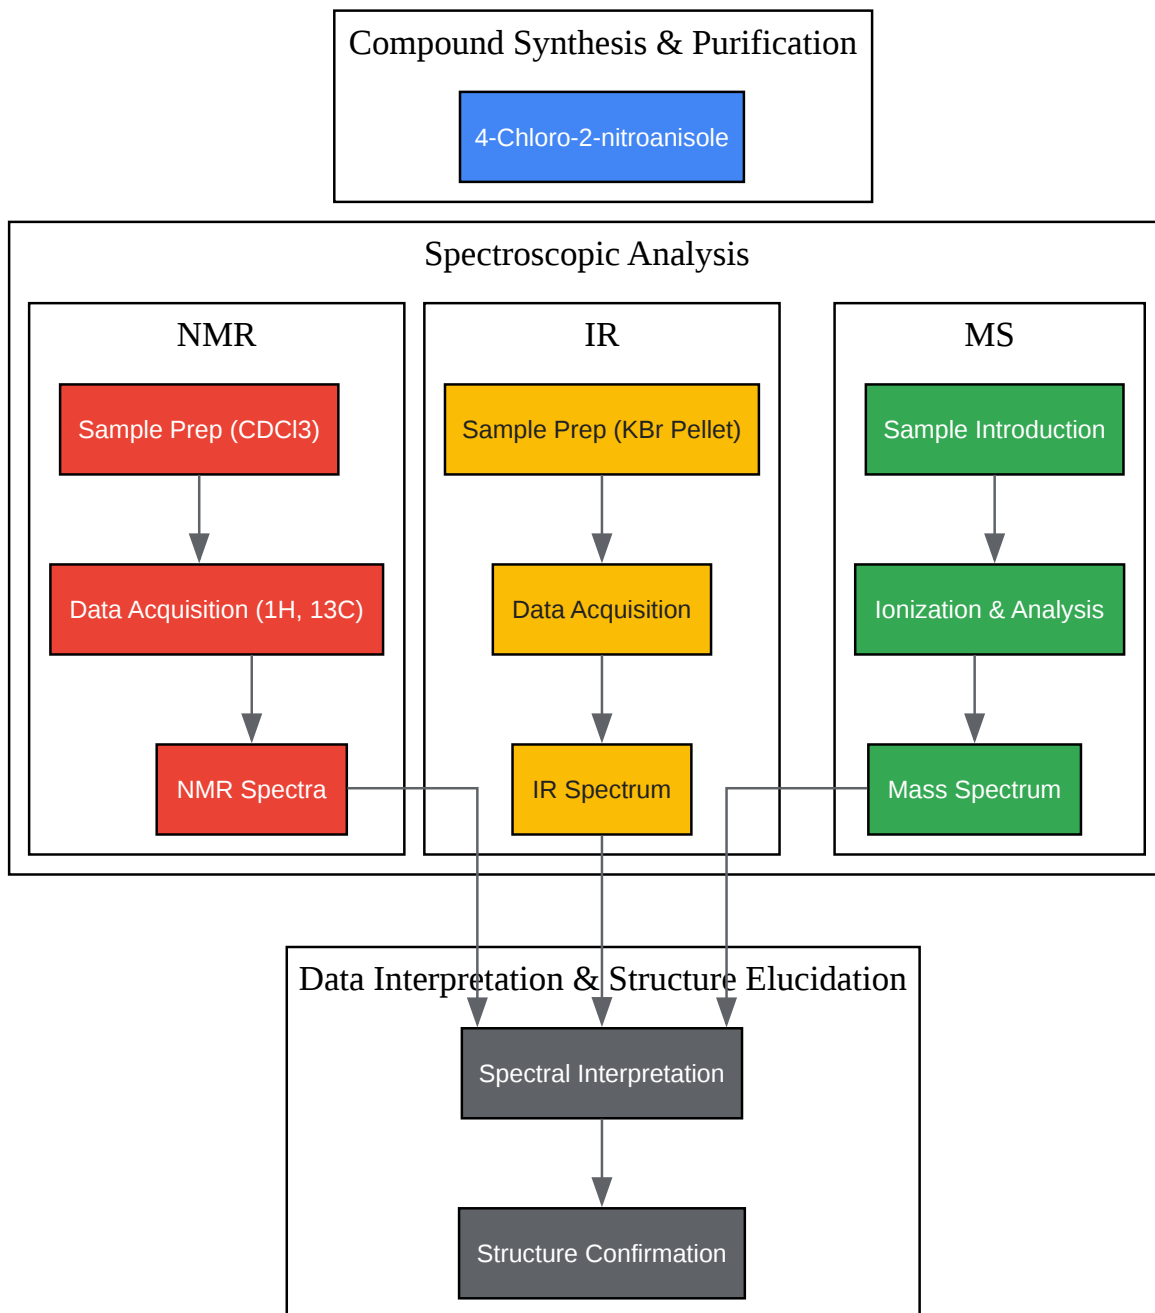 Compound Synthesis & Purification
4-Chloro-2-nitroanisole
Spectroscopic Analysis
NMR
IR
MS
Sample Prep (CDCl3)
Sample Prep (KBr Pellet)
Sample Introduction
Data Acquisition (1H, 13C)
Data Acquisition
Ionization & Analysis
NMR Spectra
IR Spectrum
Mass Spectrum
Data Interpretation & Structure Elucidation
Spectral Interpretation
Structure Confirmation